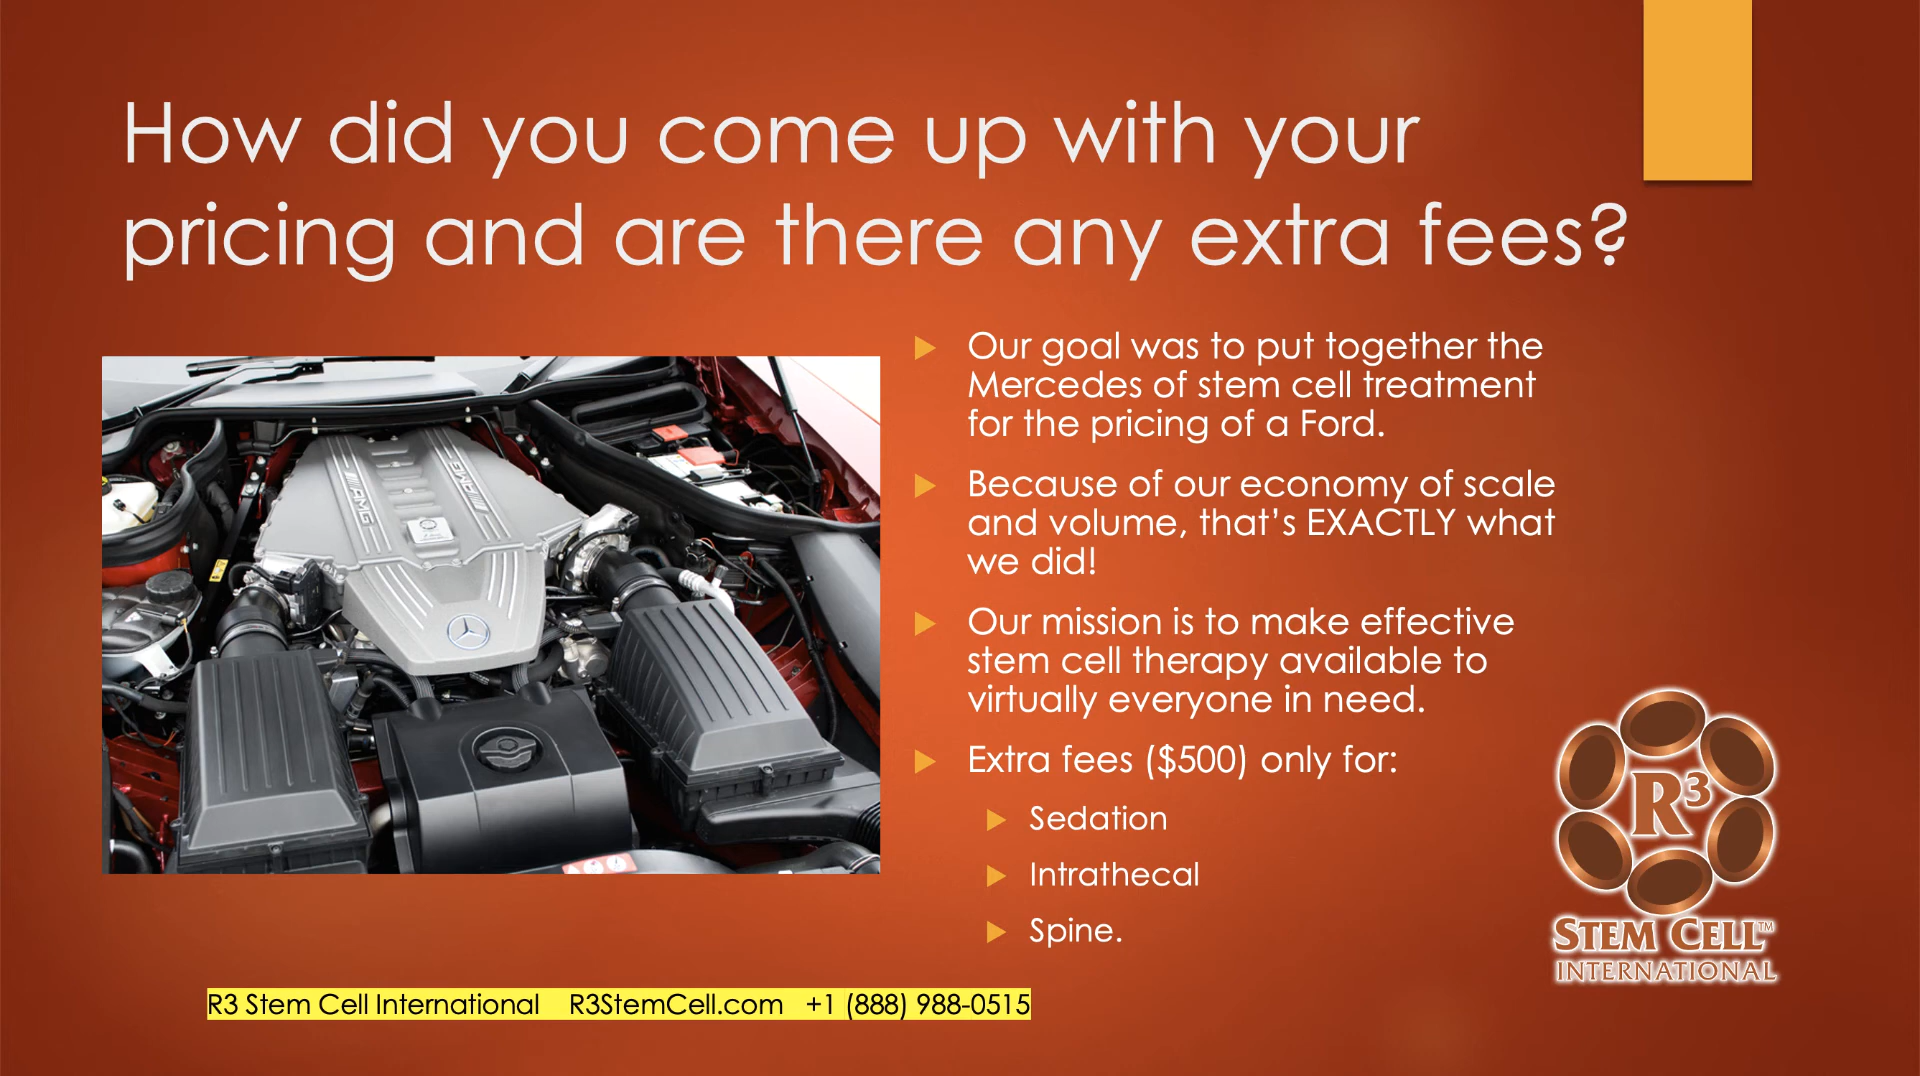 How did you come up with your
pricing and are there any extra fees?
Our goal was to put together the
Mercedes of stem cell treatment
for the pricing of a Ford.
Because of our economy of scale
and volume, that's EXACTLY what
we did!
Our mission is to make effective
stem cell therapy available to
virtually everyone in need.
Extra fees ($500) only for:
Sedation
Intrathecal
Spine.
AMG
AMG
R3
STEM CELL™
INTERNATIONAL
R3 Stem Cell International R3StemCell.com +1 (888) 988-0515